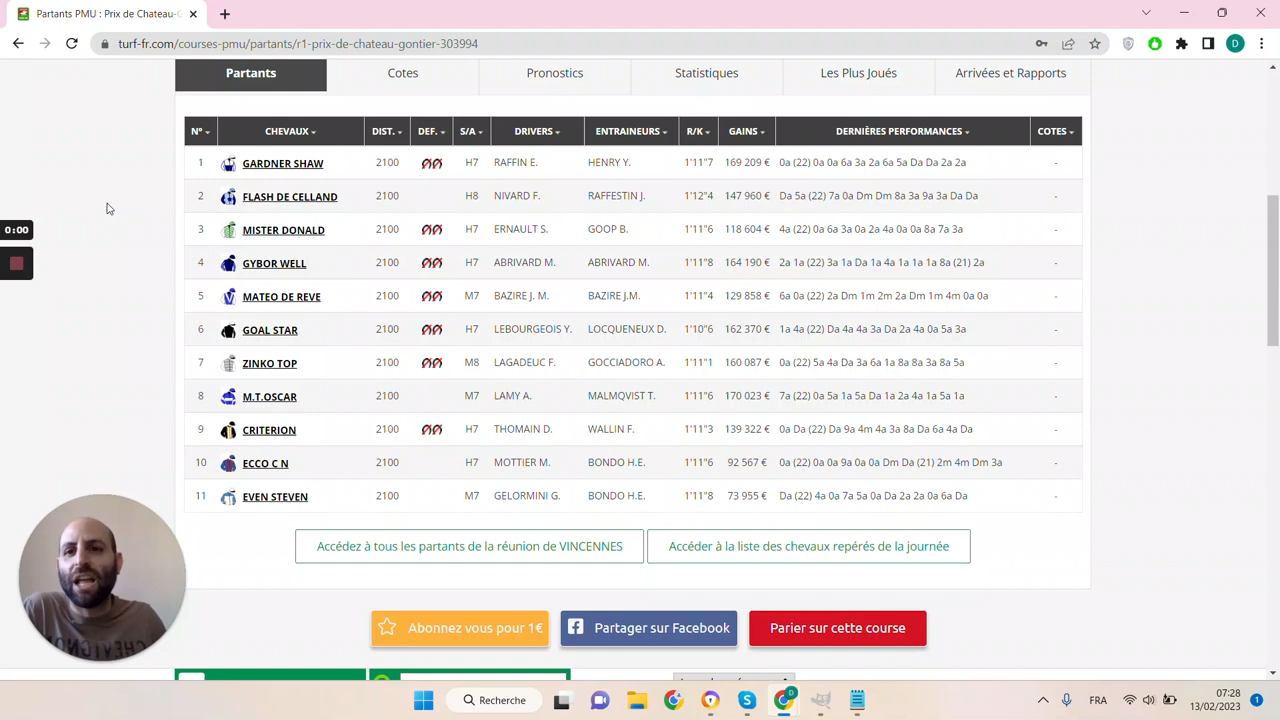 Partants PMU : Prix de Chateau-G
turf-fr.com/courses-pmu/partants/r1-prix-de-chateau-gontier-301994
D
Partants Cotes Pronostics Statistiques Les Plus Joués Arrivées et Rapports
N° CHEVAUX DIST. DEF. S/A DRIVERS ENTRAINEURS R/K GAINS DERNIÈRES PERFORMANCES COTES
1 GARDNER SHAW 2100 H7 RAFFIN E. HENRY Y. 1'11"7 169 209 € 0a (22) 0a 0a 6a 3a 2a 6a 5a Da Da 2a 2a -
2 FLASH DE CELLAND 2100 H8 NIVARD F. RAFFESTIN J. 1'12"4 147 960 € Da 5a (22) 7a 0a Dm Dm 8a 3a 9a 3a Da Da -
0:00
3 MISTER DONALD 2100 H7 ERNAULT S. GOOP B. 1'11"6 118 604 € 4a (22) 0a 6a 3a 0a 2a 4a 0a 0a 8a 7a 3a -
4 GYBOR WELL 2100 H7 ABRIVARD M. ABRIVARD M. 1'11"8 164 190 € 2a 1a (22) 3a 1a Da 1a 4a 1a 1a 1a 8a (21) 2a -
5 MATEO DE REVE 2100 M7 BAZIRE J. M. BAZIRE J.M. 1'11"4 129 858 € 6a 0a (22) 2a Dm 1m 2m 2a Dm 1m 4m 0a 0a -
6 GOAL STAR 2100 H7 LEBOURGEOIS Y. LOCQUENEUX D. 1'10"6 162 370 € 1a 4a (22) Da 4a 4a 3a Da 2a 4a 0a 5a 3a -
7 ZINKO TOP 2100 M8 LAGADEUC F. GOCCIADORO A. 1'11"1 160 087 € 0a (22) 5a 4a Da 3a 6a 1a 8a 8a 3a 8a 5a -
8 M.T.OSCAR 2100 M7 LAMY A. MALMQVIST T. 1'11"6 170 023 € 7a (22) 0a 5a 1a 5a Da 1a 2a 4a 1a 5a 1a -
9 CRITERION 2100 H7 THOMAIN D. WALLIN F. 1'11"3 139 322 € 0a Da (22) Da 9a 4m 4a 3a 8a Da 6a 4a Da -
10 ECCO C N 2100 H7 MOTTIER M. BONDO H.E. 1'11"6 92 567 € 0a (22) 0a 0a 9a 0a 0a Dm Da (21) 2m 4m Dm 3a -
11 EVEN STEVEN 2100 M7 GELORMINI G. BONDO H.E. 1'11"8 73 955 € Da (22) 4a 0a 7a 5a 0a Da 2a 2a 0a 6a Da -
Accédez à tous les partants de la réunion de VINCENNES Accéder à la liste des chevaux repérés de la journée
Abonnez vous pour 1€ Partager sur Facebook Parier sur cette course
Recherche
FRA
07:28
13/02/2023
1